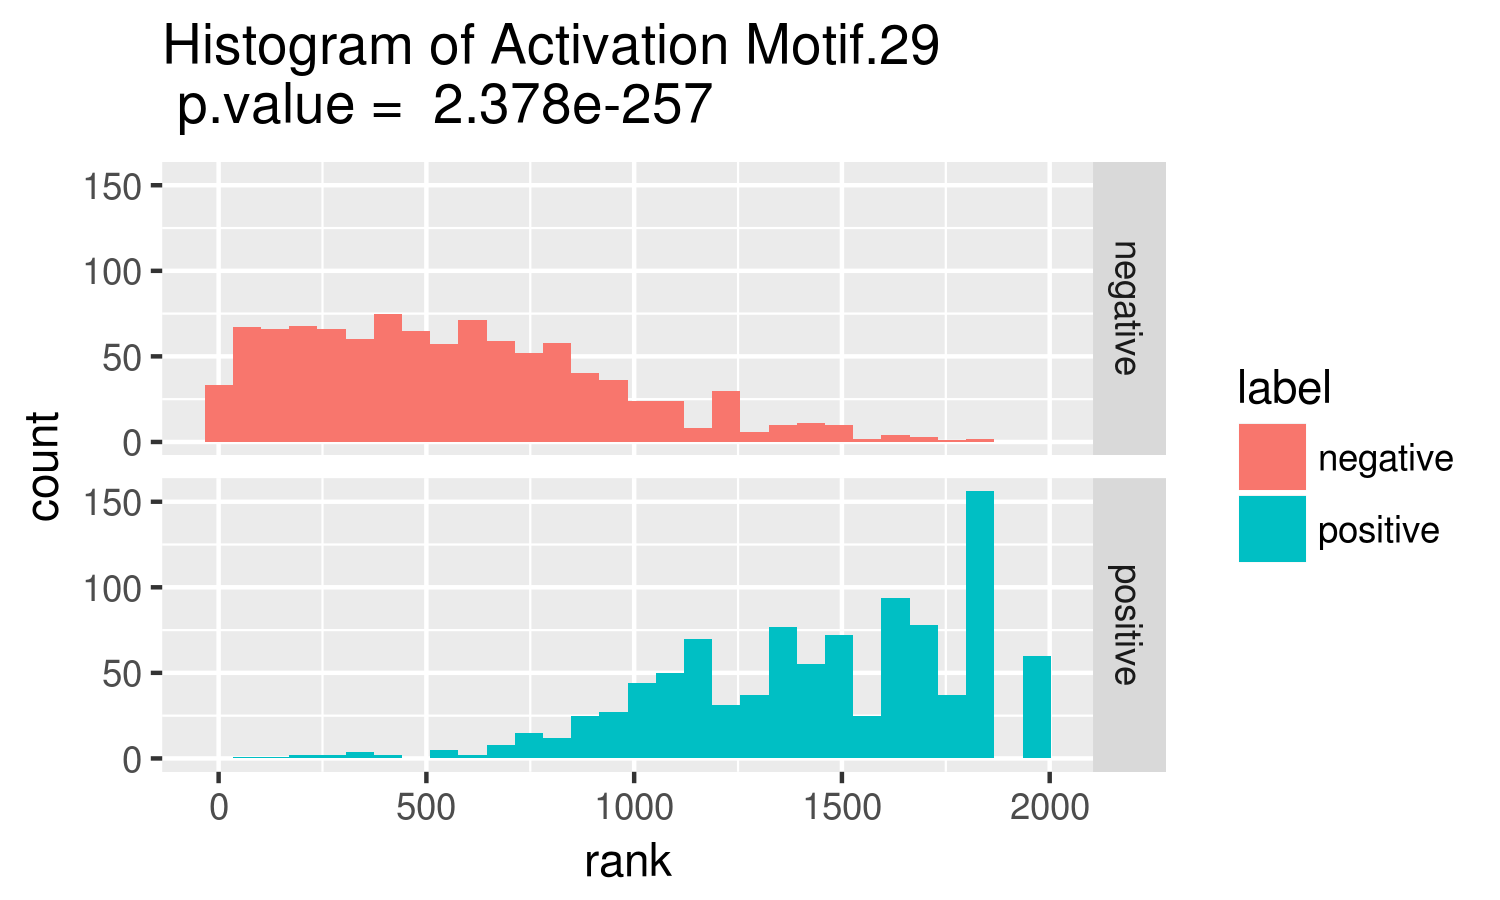 Histogram of Activation Motif.29
p.value = 2.378e-257
150
100
50
0
negative
150
100
50
0
positive
count
0 500 1000 1500 2000
rank
label
negative
positive